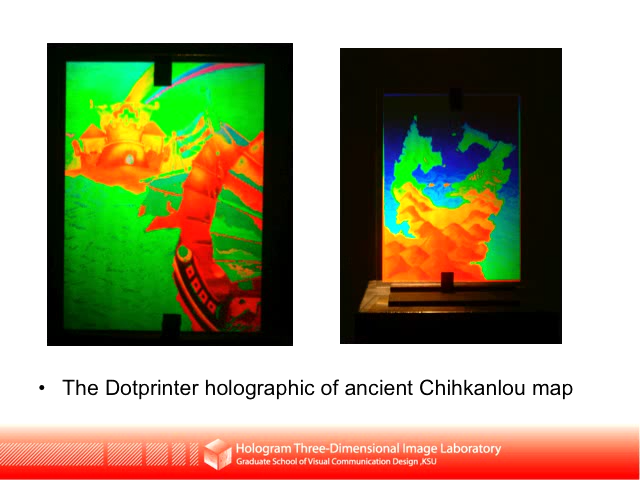 • The Dotprinter holographic of ancient Chihkanlou map
Hologram Three-Dimensional Image Laboratory
Graduate School of Visual Communication Design ,KSU